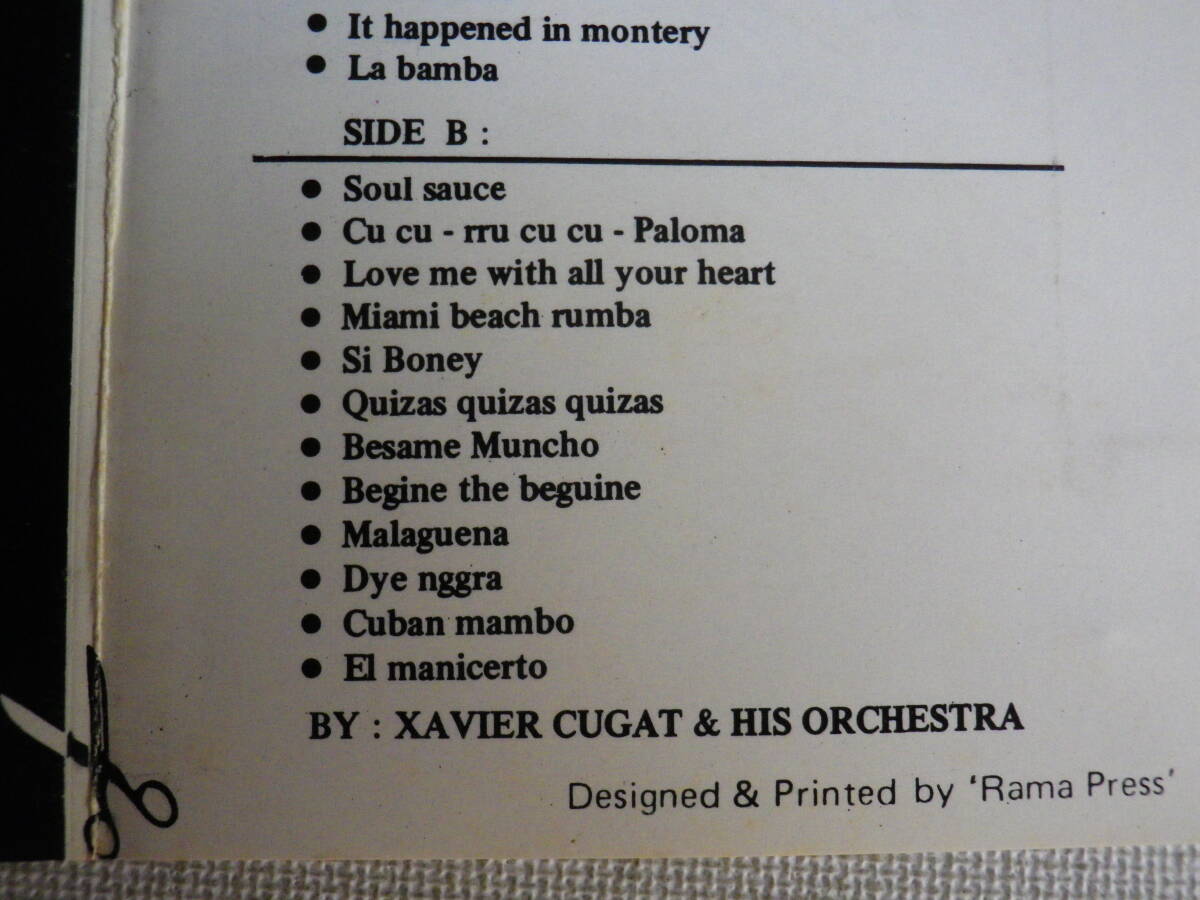 • It happened in montery
• La bamba
SIDE B :
• Soul sauce
• Cu cu - rru cu cu - Paloma
• Love me with all your heart
• Miami beach rumba
• Si Boney
• Quizas quizas quizas
• Besame Muncho
• Begine the beguine
• Malaguena
• Dye nggra
• Cuban mambo
• El manicerto
BY : XAVIER CUGAT & HIS ORCHESTRA
Designed & Printed by 'Rama Press'